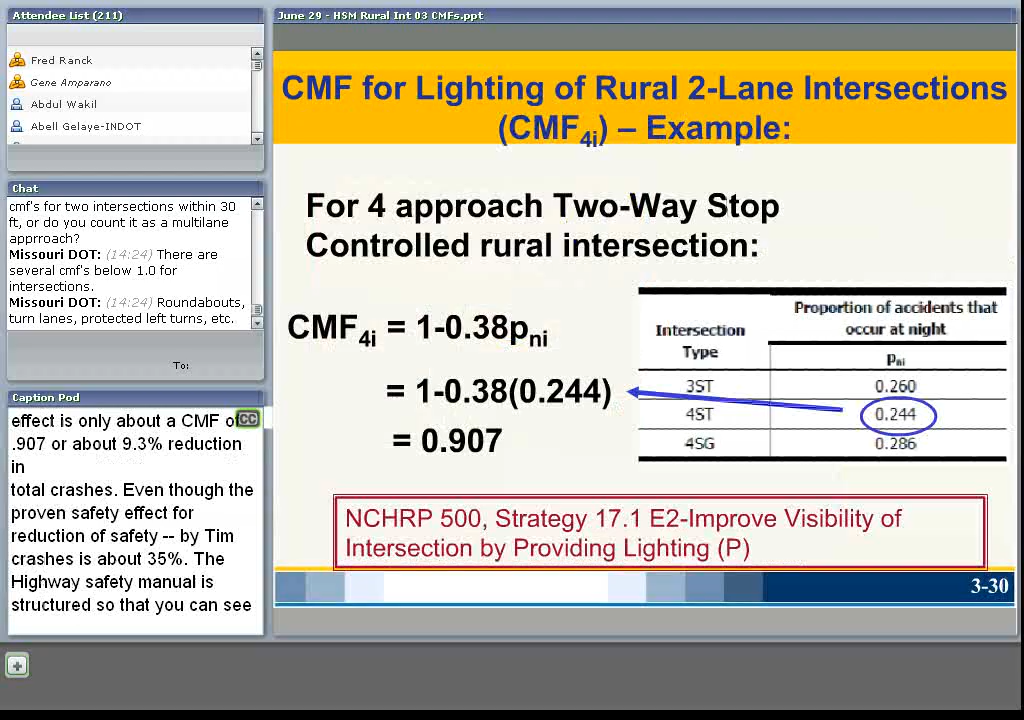 Attendee List (211)
Fred Ranck
Gene Amparano
Abdul Wakil
Abell Gelaye-INDOT
Chat
cmf's for two intersections within 30
ft, or do you count it as a multilane
apprroach?
Missouri DOT: (14:24) There are
several cmf's below 1.0 for
intersections.
Missouri DOT: (14:24) Roundabouts,
turn lanes, protected left turns, etc.
To:
Caption Pod
effect is only about a CMF of
.907 or about 9.3% reduction
in
total crashes. Even though the
proven safety effect for
reduction of safety -- by Tim
crashes is about 35%. The
Highway safety manual is
structured so that you can see
CC
June 29 - HSM Rural Int 03 CMFs.ppt
CMF for Lighting of Rural 2-Lane Intersections
(CMF4i) – Example:
For 4 approach Two-Way Stop
Controlled rural intersection:
CMF4i = 1-0.38pni
= 1-0.38(0.244)
= 0.907
Intersection
Type
Proportion of accidents that
occur at night
pni
3ST 0.260
4ST 0.244
4SG 0.286
NCHRP 500, Strategy 17.1 E2-Improve Visibility of
Intersection by Providing Lighting (P)
3-30